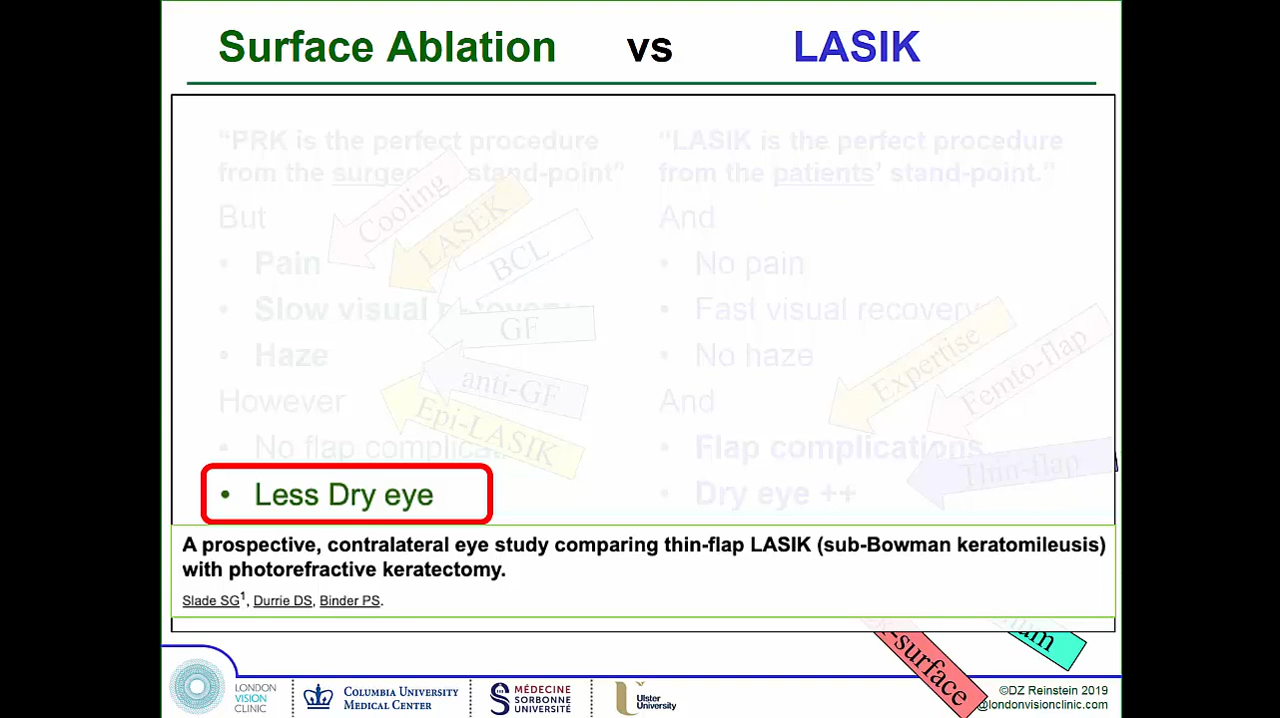 Surface Ablation vs LASIK
“PRK is the perfect procedure
from the surgeo stand-point”
But
• Pain
• Slow visual recovery
• Haze
However
• No flap complicat
• Less Dry eye
Cooling
LASEK
BCL
GF
anti-GF
Epi-LASIK
“LASIK is the perfect procedure
from the patients’ stand-point.”
And
• No pain
• Fast visual recovery
• No haze
And
• Flap complications
• Dry eye ++
Expertise
Femto-flap
Thin-flap
A prospective, contralateral eye study comparing thin-flap LASIK (sub-Bowman keratomileusis)
with photorefractive keratectomy.
Slade SG1, Durrie DS, Binder PS.
-surface
LONDON
VISION
CLINIC
COLUMBIA UNIVERSITY
MEDICAL CENTER
MÉDECINE
SORBONNE
UNIVERSITÉ
Ulster
University
©DZ Reinstein 2019
@londonvisionclinic.com